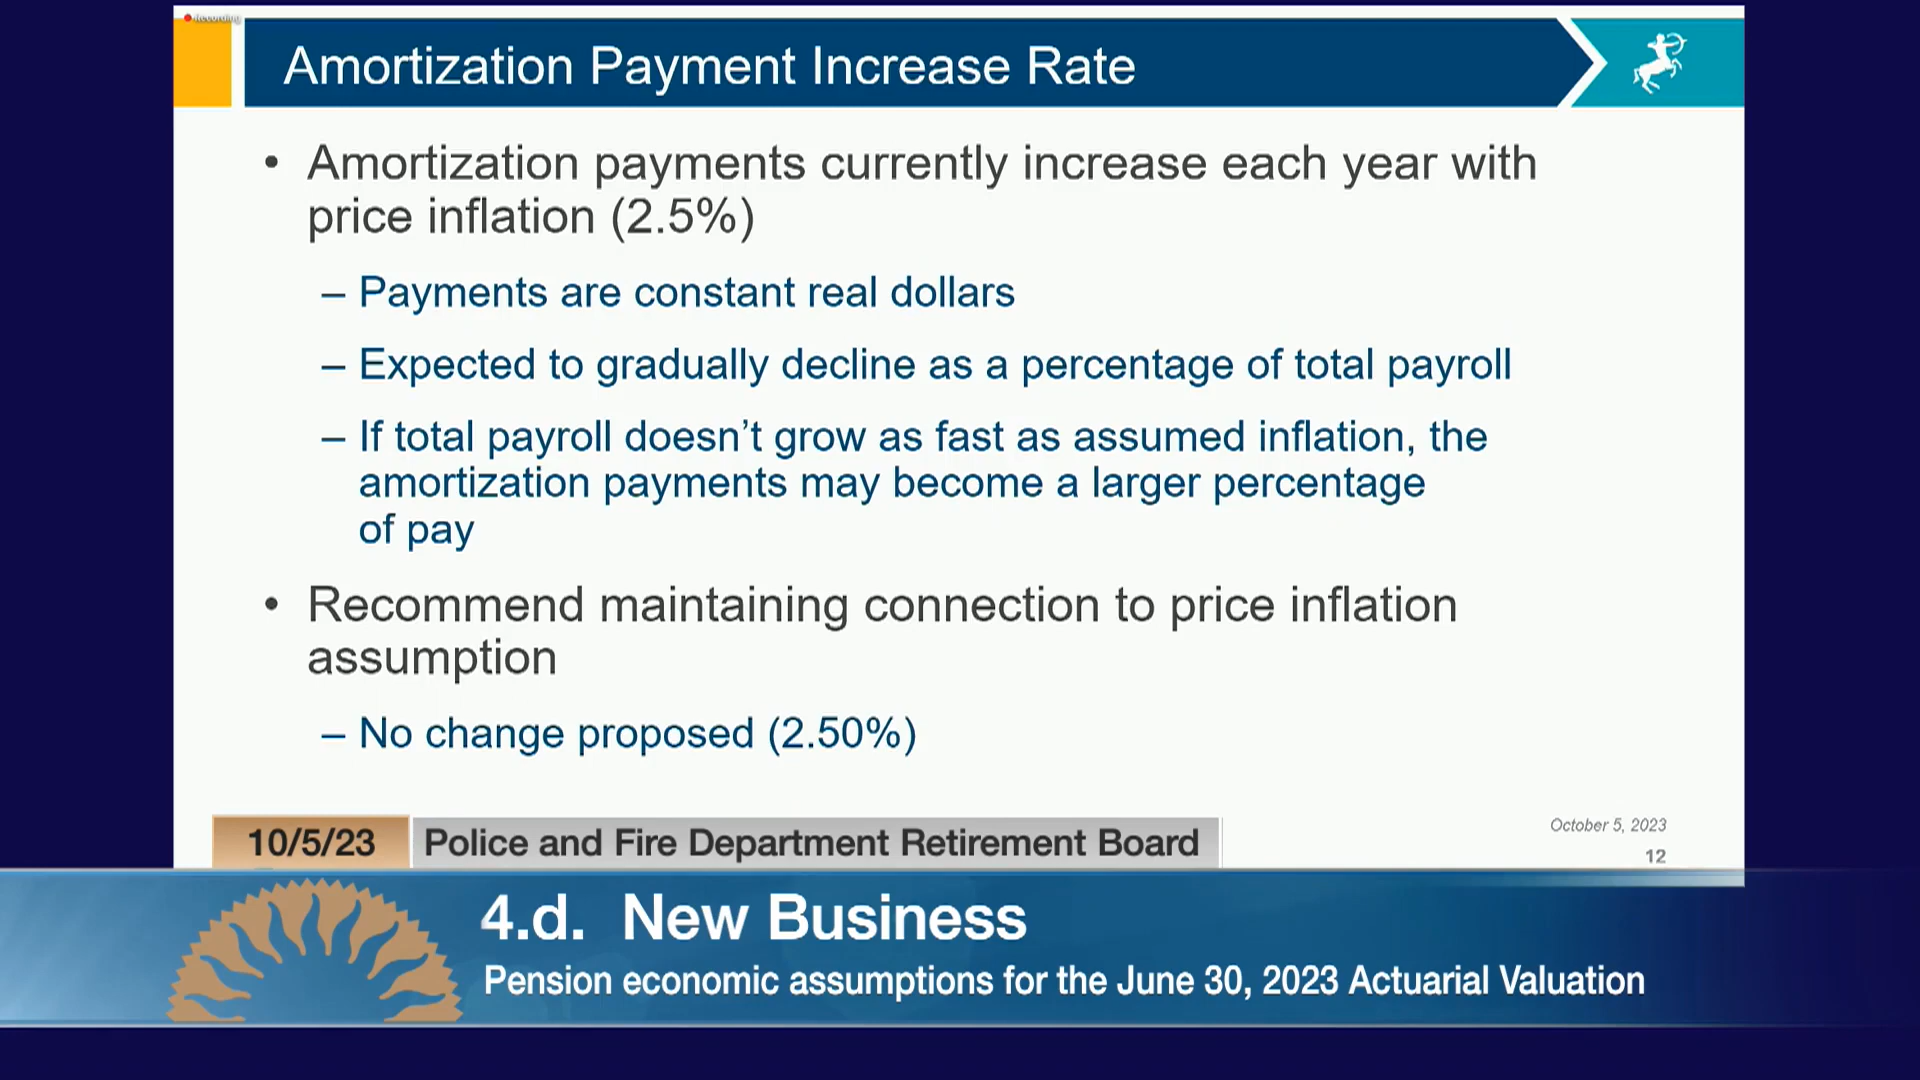 Recording
Amortization Payment Increase Rate
• Amortization payments currently increase each year with
price inflation (2.5%)
– Payments are constant real dollars
– Expected to gradually decline as a percentage of total payroll
– If total payroll doesn’t grow as fast as assumed inflation, the
amortization payments may become a larger percentage
of pay
• Recommend maintaining connection to price inflation
assumption
– No change proposed (2.50%)
October 5, 2023
12
10/5/23 Police and Fire Department Retirement Board
4.d. New Business
Pension economic assumptions for the June 30, 2023 Actuarial Valuation